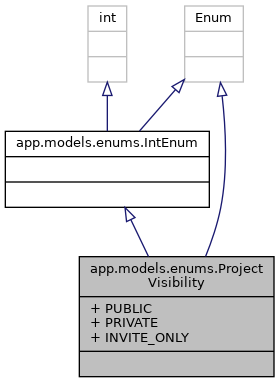 int
Enum
app.models.enums.IntEnum
app.models.enums.Project
Visibility
+ PUBLIC
+ PRIVATE
+ INVITE_ONLY